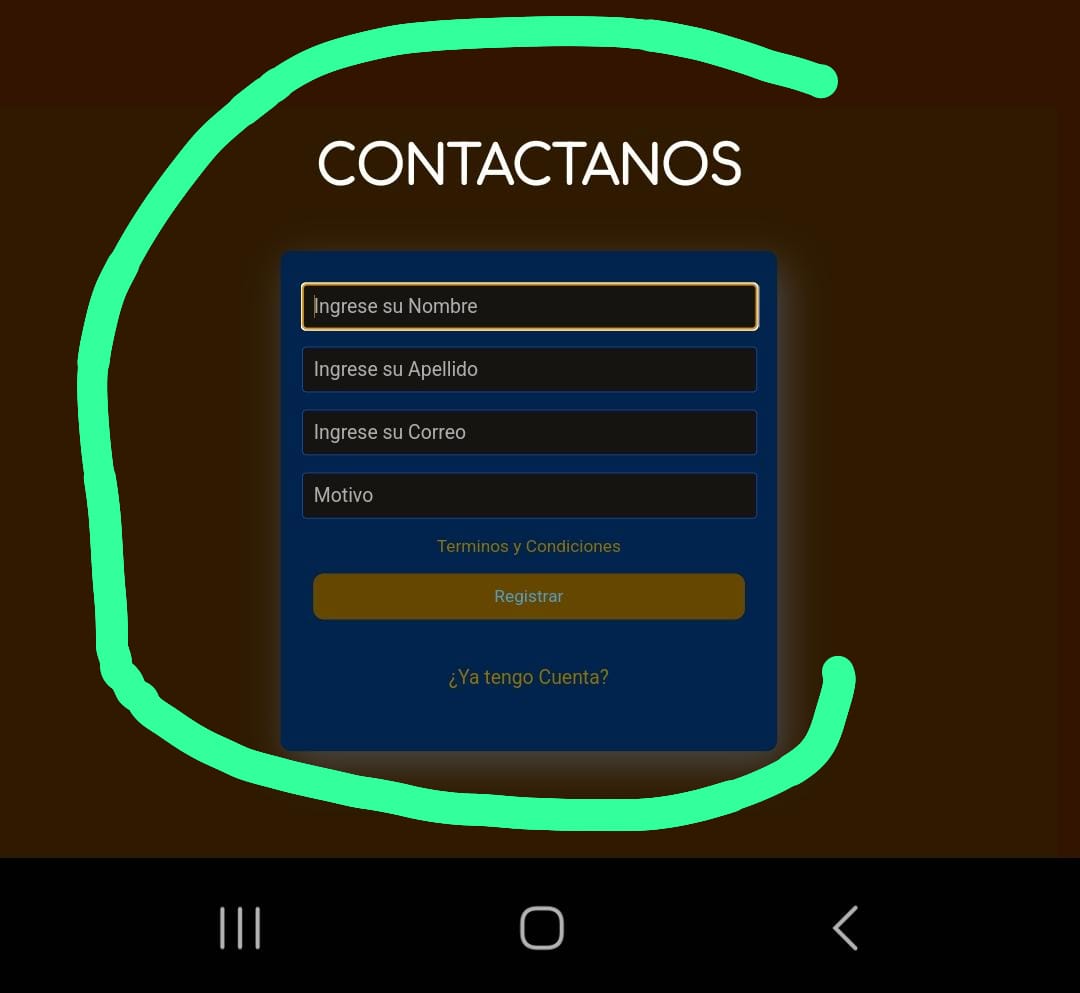 CONTACTANOS
Ingrese su Nombre
Ingrese su Apellido
Ingrese su Correo
Motivo
Terminos y Condiciones
Registrar
¿Ya tengo Cuenta?